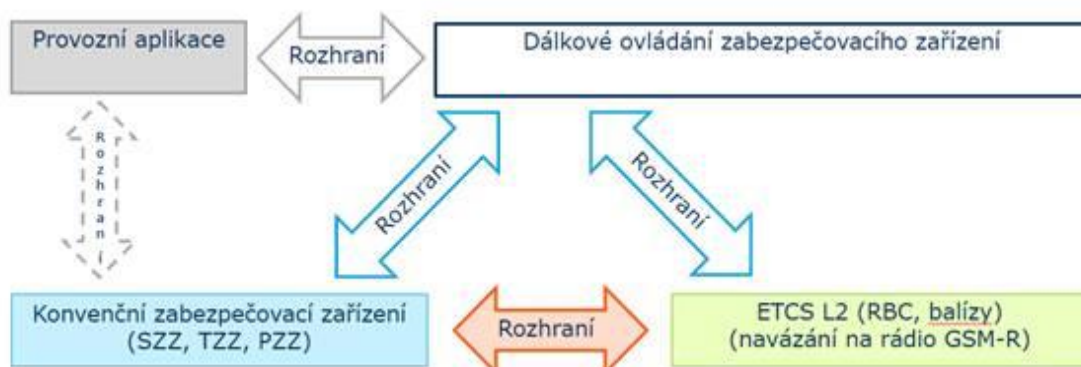 Provozní aplikace
Rozhraní
Dálkové ovládání zabezpečovacího zařízení
Rozhraní
Rozhraní
Rozhraní
Konvenční zabezpečovací zařízení
(SZZ, TZZ, PZZ)
Rozhraní
ETCS L2 (RBC, balízy)
(navázání na rádio GSM-R)